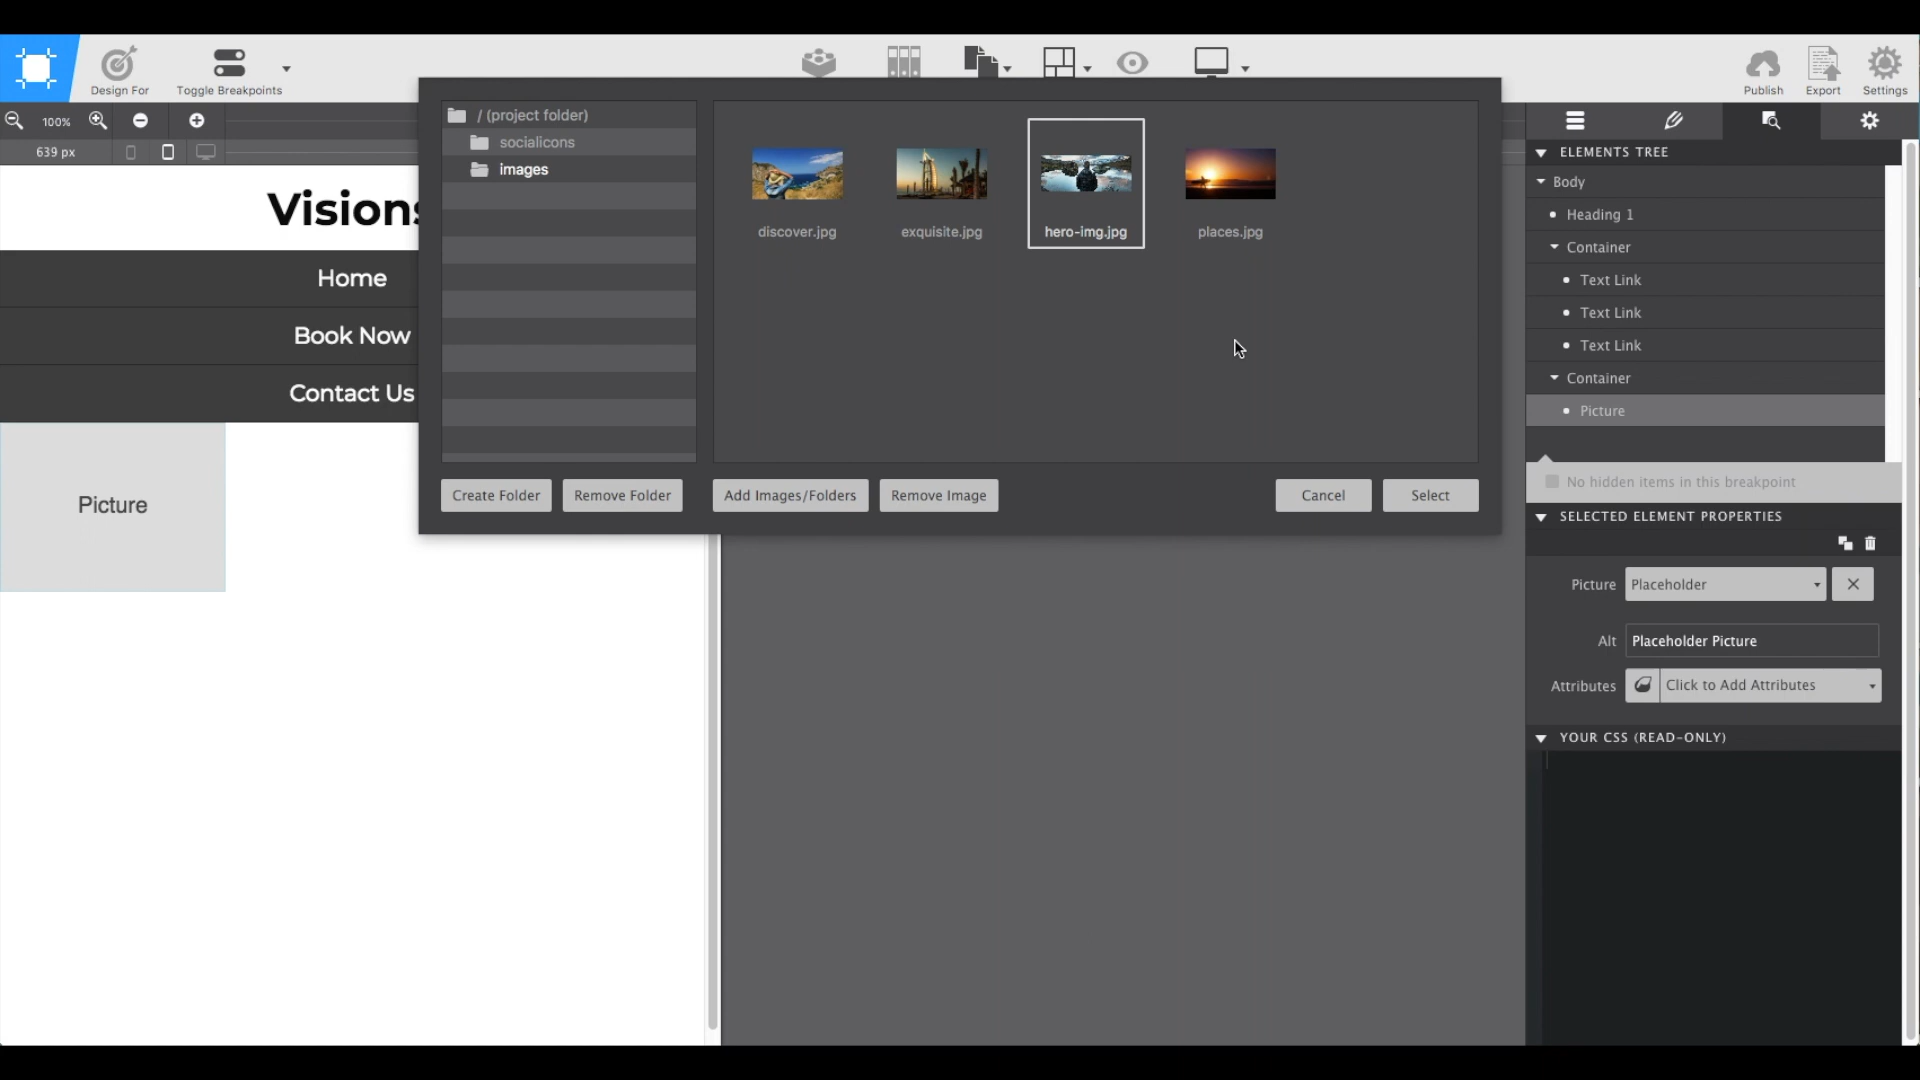 Design For
Toggle Breakpoints
Publish
Export
Settings
100%
639 px
/ (project folder)
socialicons
images
discover.jpg
exquisite.jpg
hero-img.jpg
places.jpg
Create Folder
Remove Folder
Add Images/Folders
Remove Image
Cancel
Select
Visions
Home
Book Now
Contact Us
Picture
ELEMENTS TREE
Body
Heading 1
Container
Text Link
Text Link
Text Link
Container
Picture
No hidden items in this breakpoint
SELECTED ELEMENT PROPERTIES
Picture Placeholder
Alt Placeholder Picture
Attributes Click to Add Attributes
YOUR CSS (READ-ONLY)